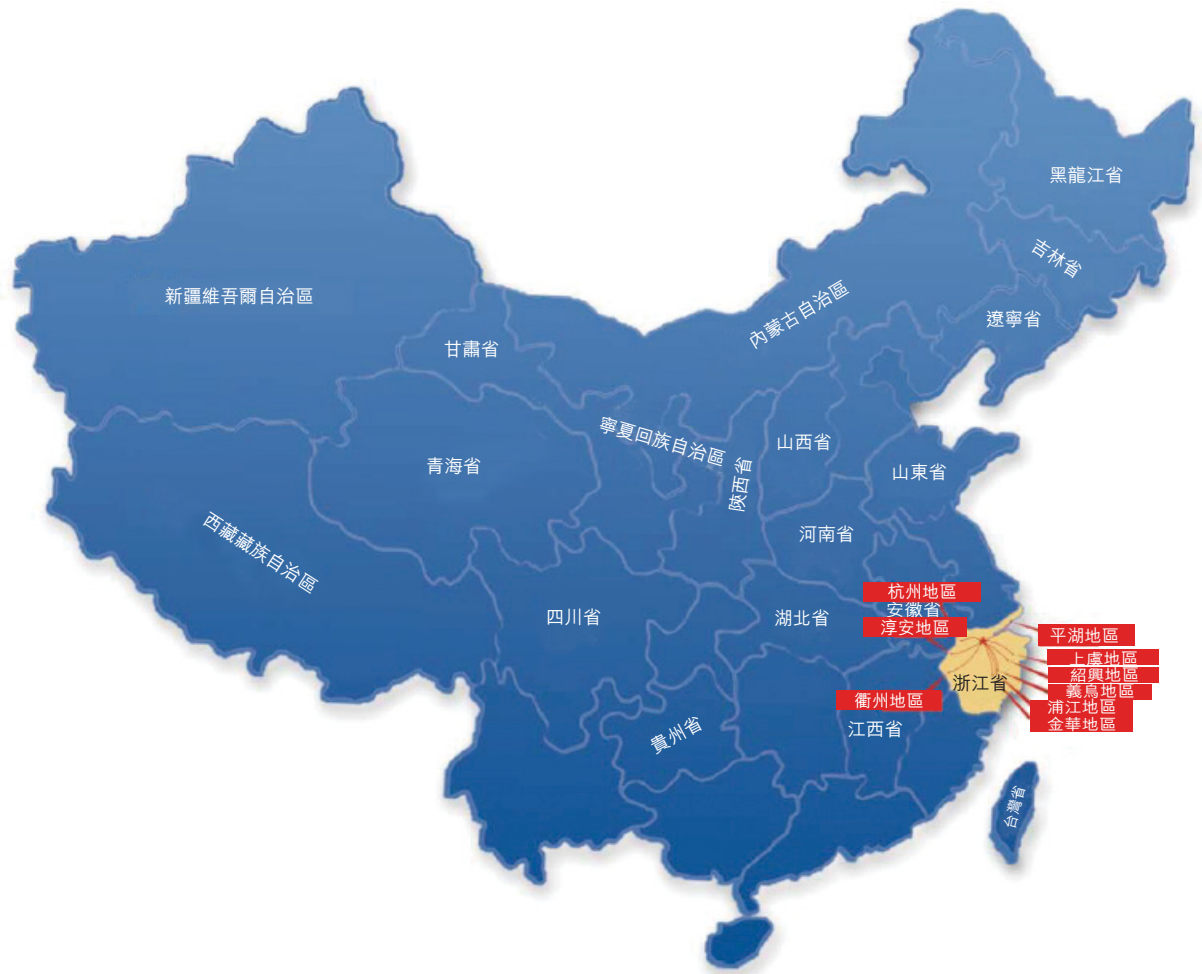 黑龍江省
吉林省
新疆維吾爾自治區
內蒙古自治區
遼寧省
甘肅省
寧夏回族自治區
山西省
青海省
陝西省
山東省
西藏藏族自治區
河南省
杭州地區
四川省
湖北省
安徽省
淳安地區
平湖地區
上虞地區
紹興地區
浙江省
義烏地區
衢州地區
浦江地區
金華地區
貴州省
江西省
台灣省